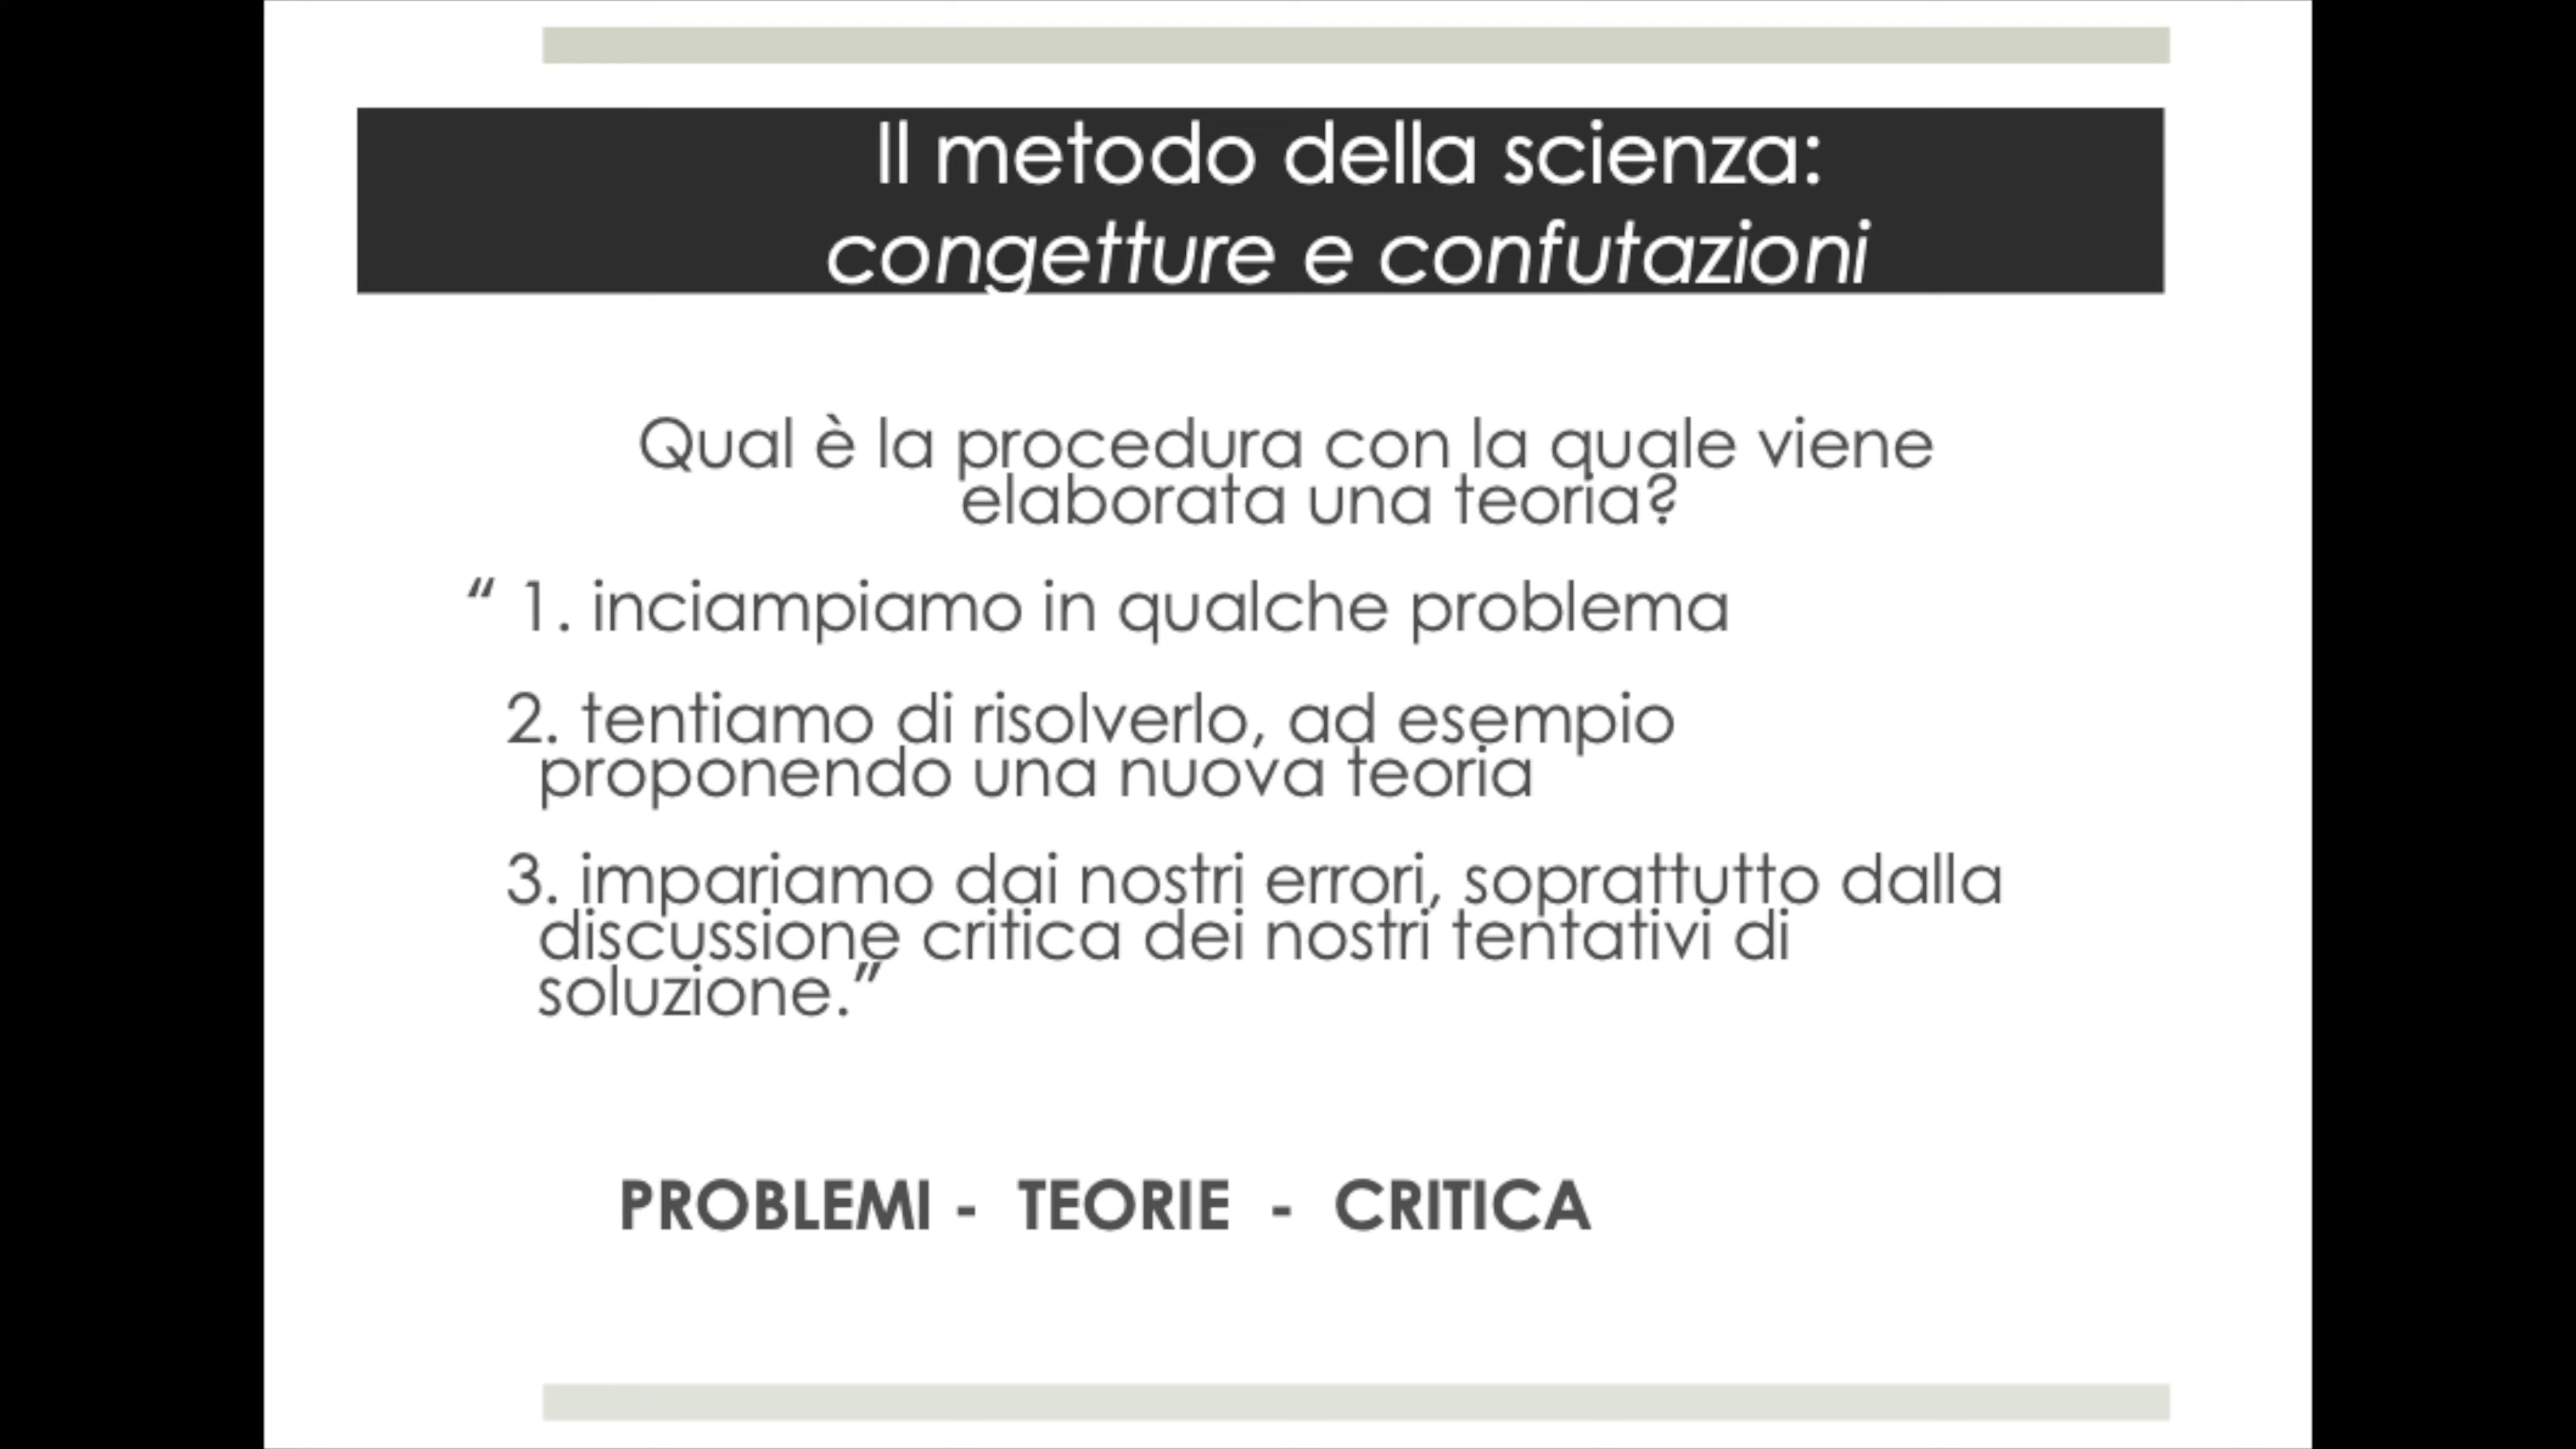 Il metodo della scienza:
congetture e confutazioni
Qual è la procedura con la quale viene
elaborata una teoria?
“ 1. inciampiamo in qualche problema
2. tentiamo di risolverlo, ad esempio
proponendo una nuova teoria
3. impariamo dai nostri errori, soprattutto dalla
discussione critica dei nostri tentativi di
soluzione.”
PROBLEMI - TEORIE - CRITICA